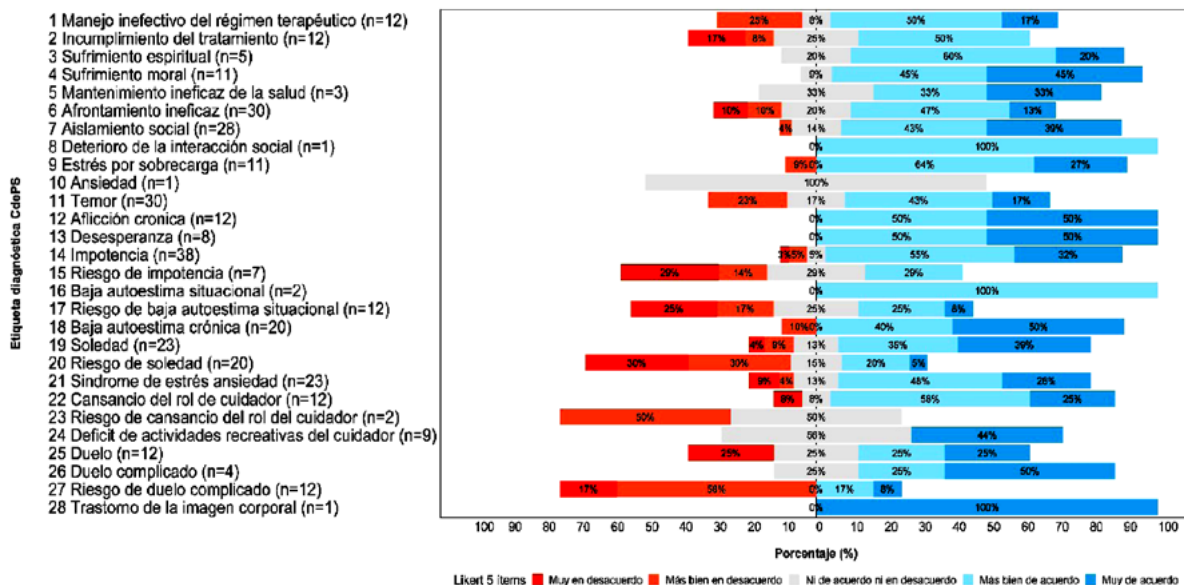 Etiqueta diagnóstica CdePS
1 Manejo inefectivo del régimen terapéutico (n=12) 25% 8% 50% 17%
2 Incumplimiento del tratamiento (n=12) 17% 8% 25% 50%
3 Sufrimiento espiritual (n=5) 20% 60% 20%
4 Sufrimiento moral (n=11) 9% 45% 45%
5 Mantenimiento ineficaz de la salud (n=3) 33% 33% 33%
6 Afrontamiento ineficaz (n=30) 10% 10% 20% 47% 13%
7 Aislamiento social (n=28) 4% 14% 43% 39%
8 Deterioro de la interacción social (n=1) 0% 100%
9 Estrés por sobrecarga (n=11) 9% 0% 64% 27%
10 Ansiedad (n=1) 100%
11 Temor (n=30) 23% 17% 43% 17%
12 Aflicción cronica (n=12) 0% 50% 50%
13 Desesperanza (n=8) 0% 50% 50%
14 Impotencia (n=38) 3% 5% 5% 55% 32%
15 Riesgo de impotencia (n=7) 29% 14% 29% 29%
16 Baja autoestima situacional (n=2) 0% 100%
17 Riesgo de baja autoestima situacional (n=12) 25% 17% 25% 25% 8%
18 Baja autoestima crónica (n=20) 10% 0% 40% 50%
19 Soledad (n=23) 4% 9% 13% 35% 39%
20 Riesgo de soledad (n=20) 30% 30% 15% 20% 5%
21 Sindrome de estrés ansiedad (n=23) 9% 4% 13% 48% 26%
22 Cansancio del rol de cuidador (n=12) 8% 8% 58% 25%
23 Riesgo de cansancio del rol del cuidador (n=2) 50% 50%
24 Deficit de actividades recreativas del cuidador (n=9) 56% 44%
25 Duelo (n=12) 25% 25% 25% 25%
26 Duelo complicado (n=4) 25% 25% 50%
27 Riesgo de duelo complicado (n=12) 17% 58% 0% 17% 8%
28 Trastorno de la imagen corporal (n=1) 0% 100%
100 90 80 70 60 50 40 30 20 10 0 10 20 30 40 50 60 70 80 90 100
Porcentaje (%)
Likert 5 items Muy en desacuerdo Más bien en desacuerdo Ni de acuerdo ni en desacuerdo Más bien de acuerdo Muy de acuerdo